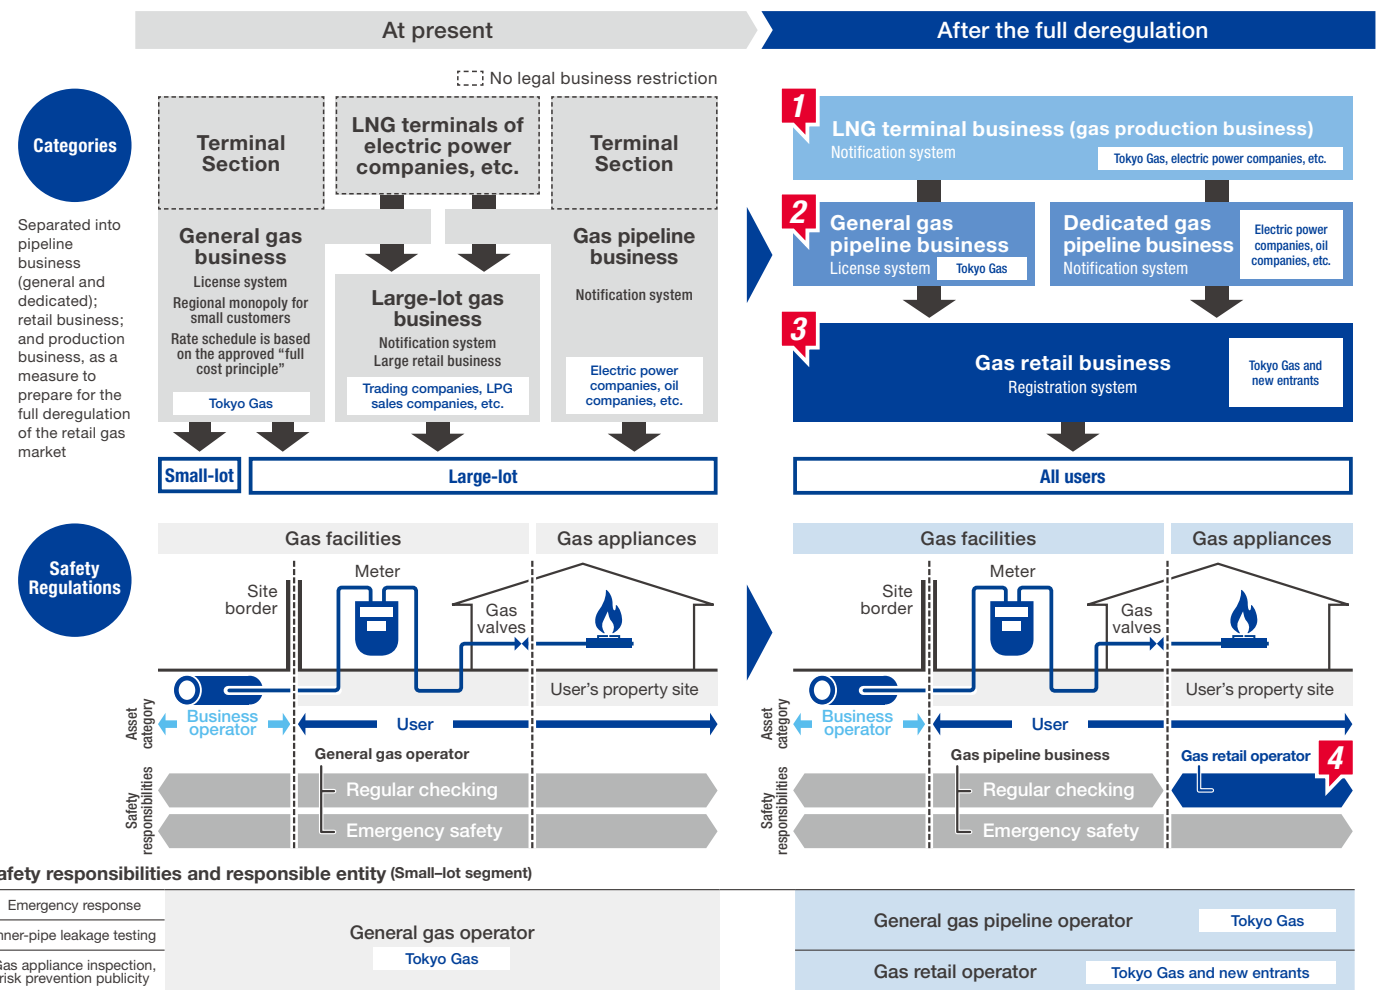 At present
After the full deregulation
No legal business restriction
Categories
Separated into
pipeline
business
(general and
dedicated);
retail business;
and production
business, as a
measure to
prepare for the
full deregulation
of the retail gas
market
Terminal
Section
LNG terminals of
electric power
companies, etc.
Terminal
Section
General gas
business
License system
Regional monopoly for
small customers
Rate schedule is based
on the approved “full
cost principle”
Tokyo Gas
Large-lot gas
business
Notification system
Large retail business
Trading companies, LPG
sales companies, etc.
Gas pipeline
business
Notification system
Electric power
companies, oil
companies, etc.
Small-lot
Large-lot
1
LNG terminal business (gas production business)
Notification system
Tokyo Gas, electric power companies, etc.
2
General gas
pipeline business
License system
Tokyo Gas
Dedicated gas
pipeline business
Notification system
Electric power
companies, oil
companies, etc.
3
Gas retail business
Registration system
Tokyo Gas and
new entrants
All users
Safety
Regulations
Gas facilities
Gas appliances
Site
border
Meter
Gas
valves
User’s property site
Asset
category
Business
operator
User
General gas operator
Safety
responsibilities
Regular checking
Emergency safety
Gas facilities
Gas appliances
Site
border
Meter
Gas
valves
User’s property site
Asset
category
Business
operator
User
Gas pipeline business
Gas retail operator
4
Safety
responsibilities
Regular checking
Emergency safety
afety responsibilities and responsible entity (Small–lot segment)
Emergency response
nner-pipe leakage testing
Gas appliance inspection,
risk prevention publicity
General gas operator
Tokyo Gas
General gas pipeline operator
Tokyo Gas
Gas retail operator
Tokyo Gas and new entrants